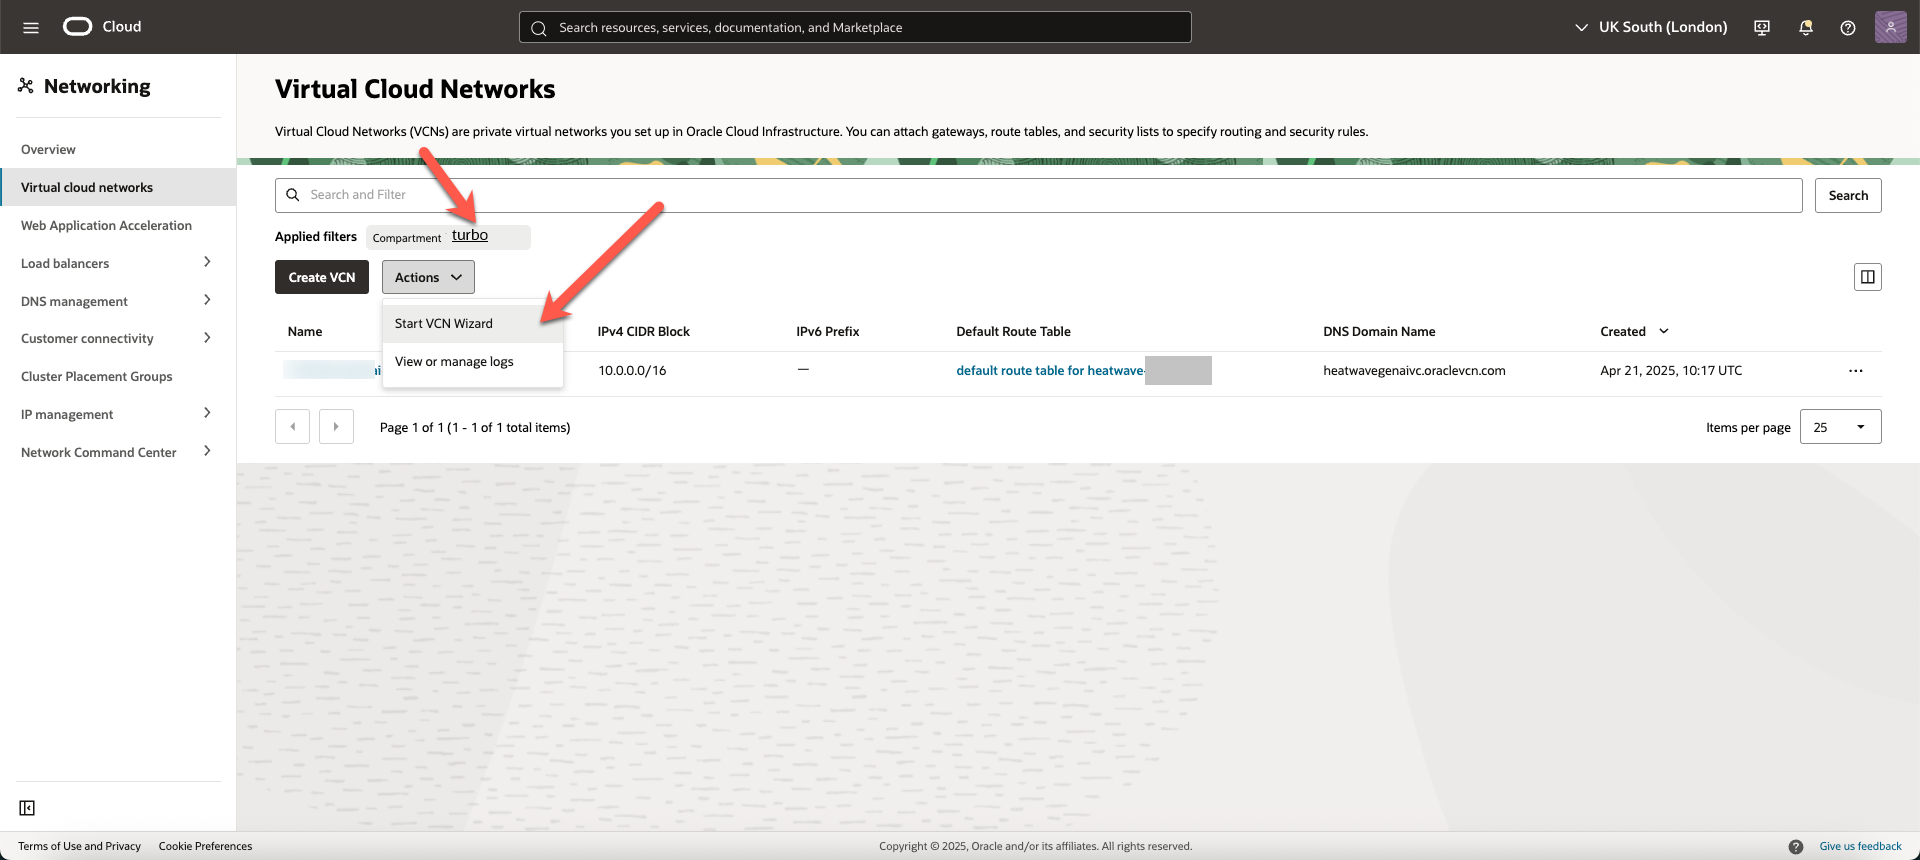 Cloud
Search resources, services, documentation, and Marketplace
UK South (London)
Networking
Overview
Virtual cloud networks
Web Application Acceleration
Load balancers
DNS management
Customer connectivity
Cluster Placement Groups
IP management
Network Command Center
Virtual Cloud Networks
Virtual Cloud Networks (VCNs) are private virtual networks you set up in Oracle Cloud Infrastructure. You can attach gateways, route tables, and security lists to specify routing and security rules.
Search and Filter
Search
Applied filters Compartment turbo
Create VCN Actions
Start VCN Wizard
View or manage logs
Name IPv4 CIDR Block IPv6 Prefix Default Route Table DNS Domain Name Created
10.0.0.0/16 — default route table for heatwave- heatwavegenaivc.oraclevcn.com Apr 21, 2025, 10:17 UTC
Page 1 of 1 (1 - 1 of 1 total items)
Items per page 25
Terms of Use and Privacy Cookie Preferences
Copyright © 2025, Oracle and/or its affiliates. All rights reserved.
Give us feedback